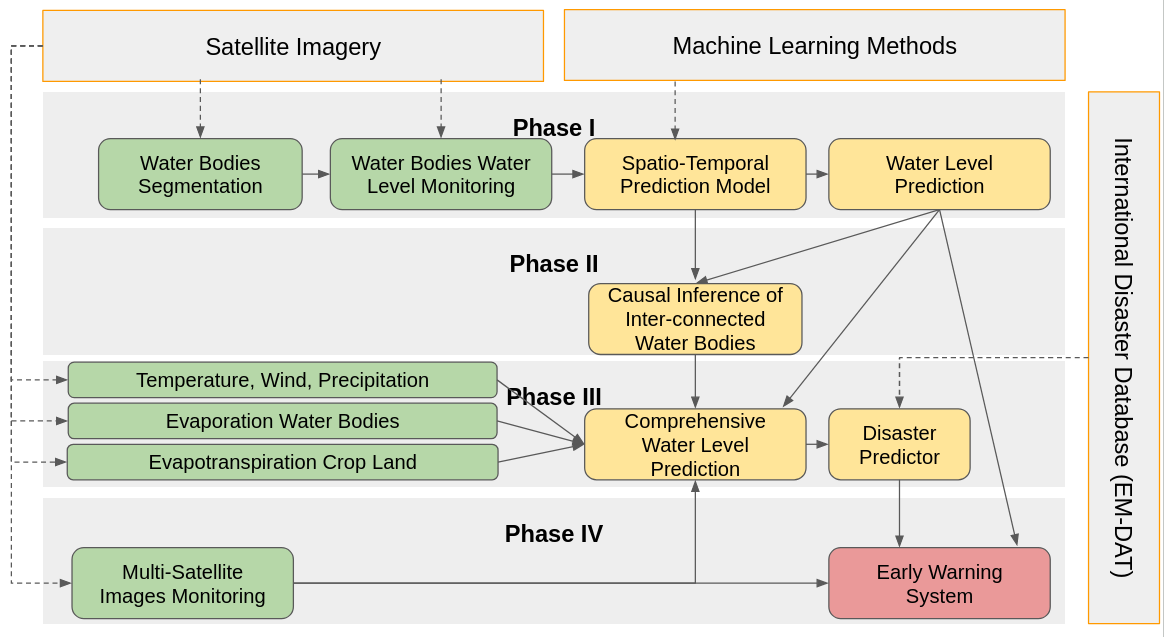 Satellite Imagery
Machine Learning Methods
Phase I
Water Bodies
Segmentation
Water Bodies Water
Level Monitoring
Spatio-Temporal
Prediction Model
Water Level
Prediction
Phase II
Causal Inference of
Inter-connected
Water Bodies
Phase III
Temperature, Wind, Precipitation
Evaporation Water Bodies
Evapotranspiration Crop Land
Comprehensive
Water Level
Prediction
Disaster
Predictor
Phase IV
Multi-Satellite
Images Monitoring
Early Warning
System
International Disaster Database (EM-DAT)